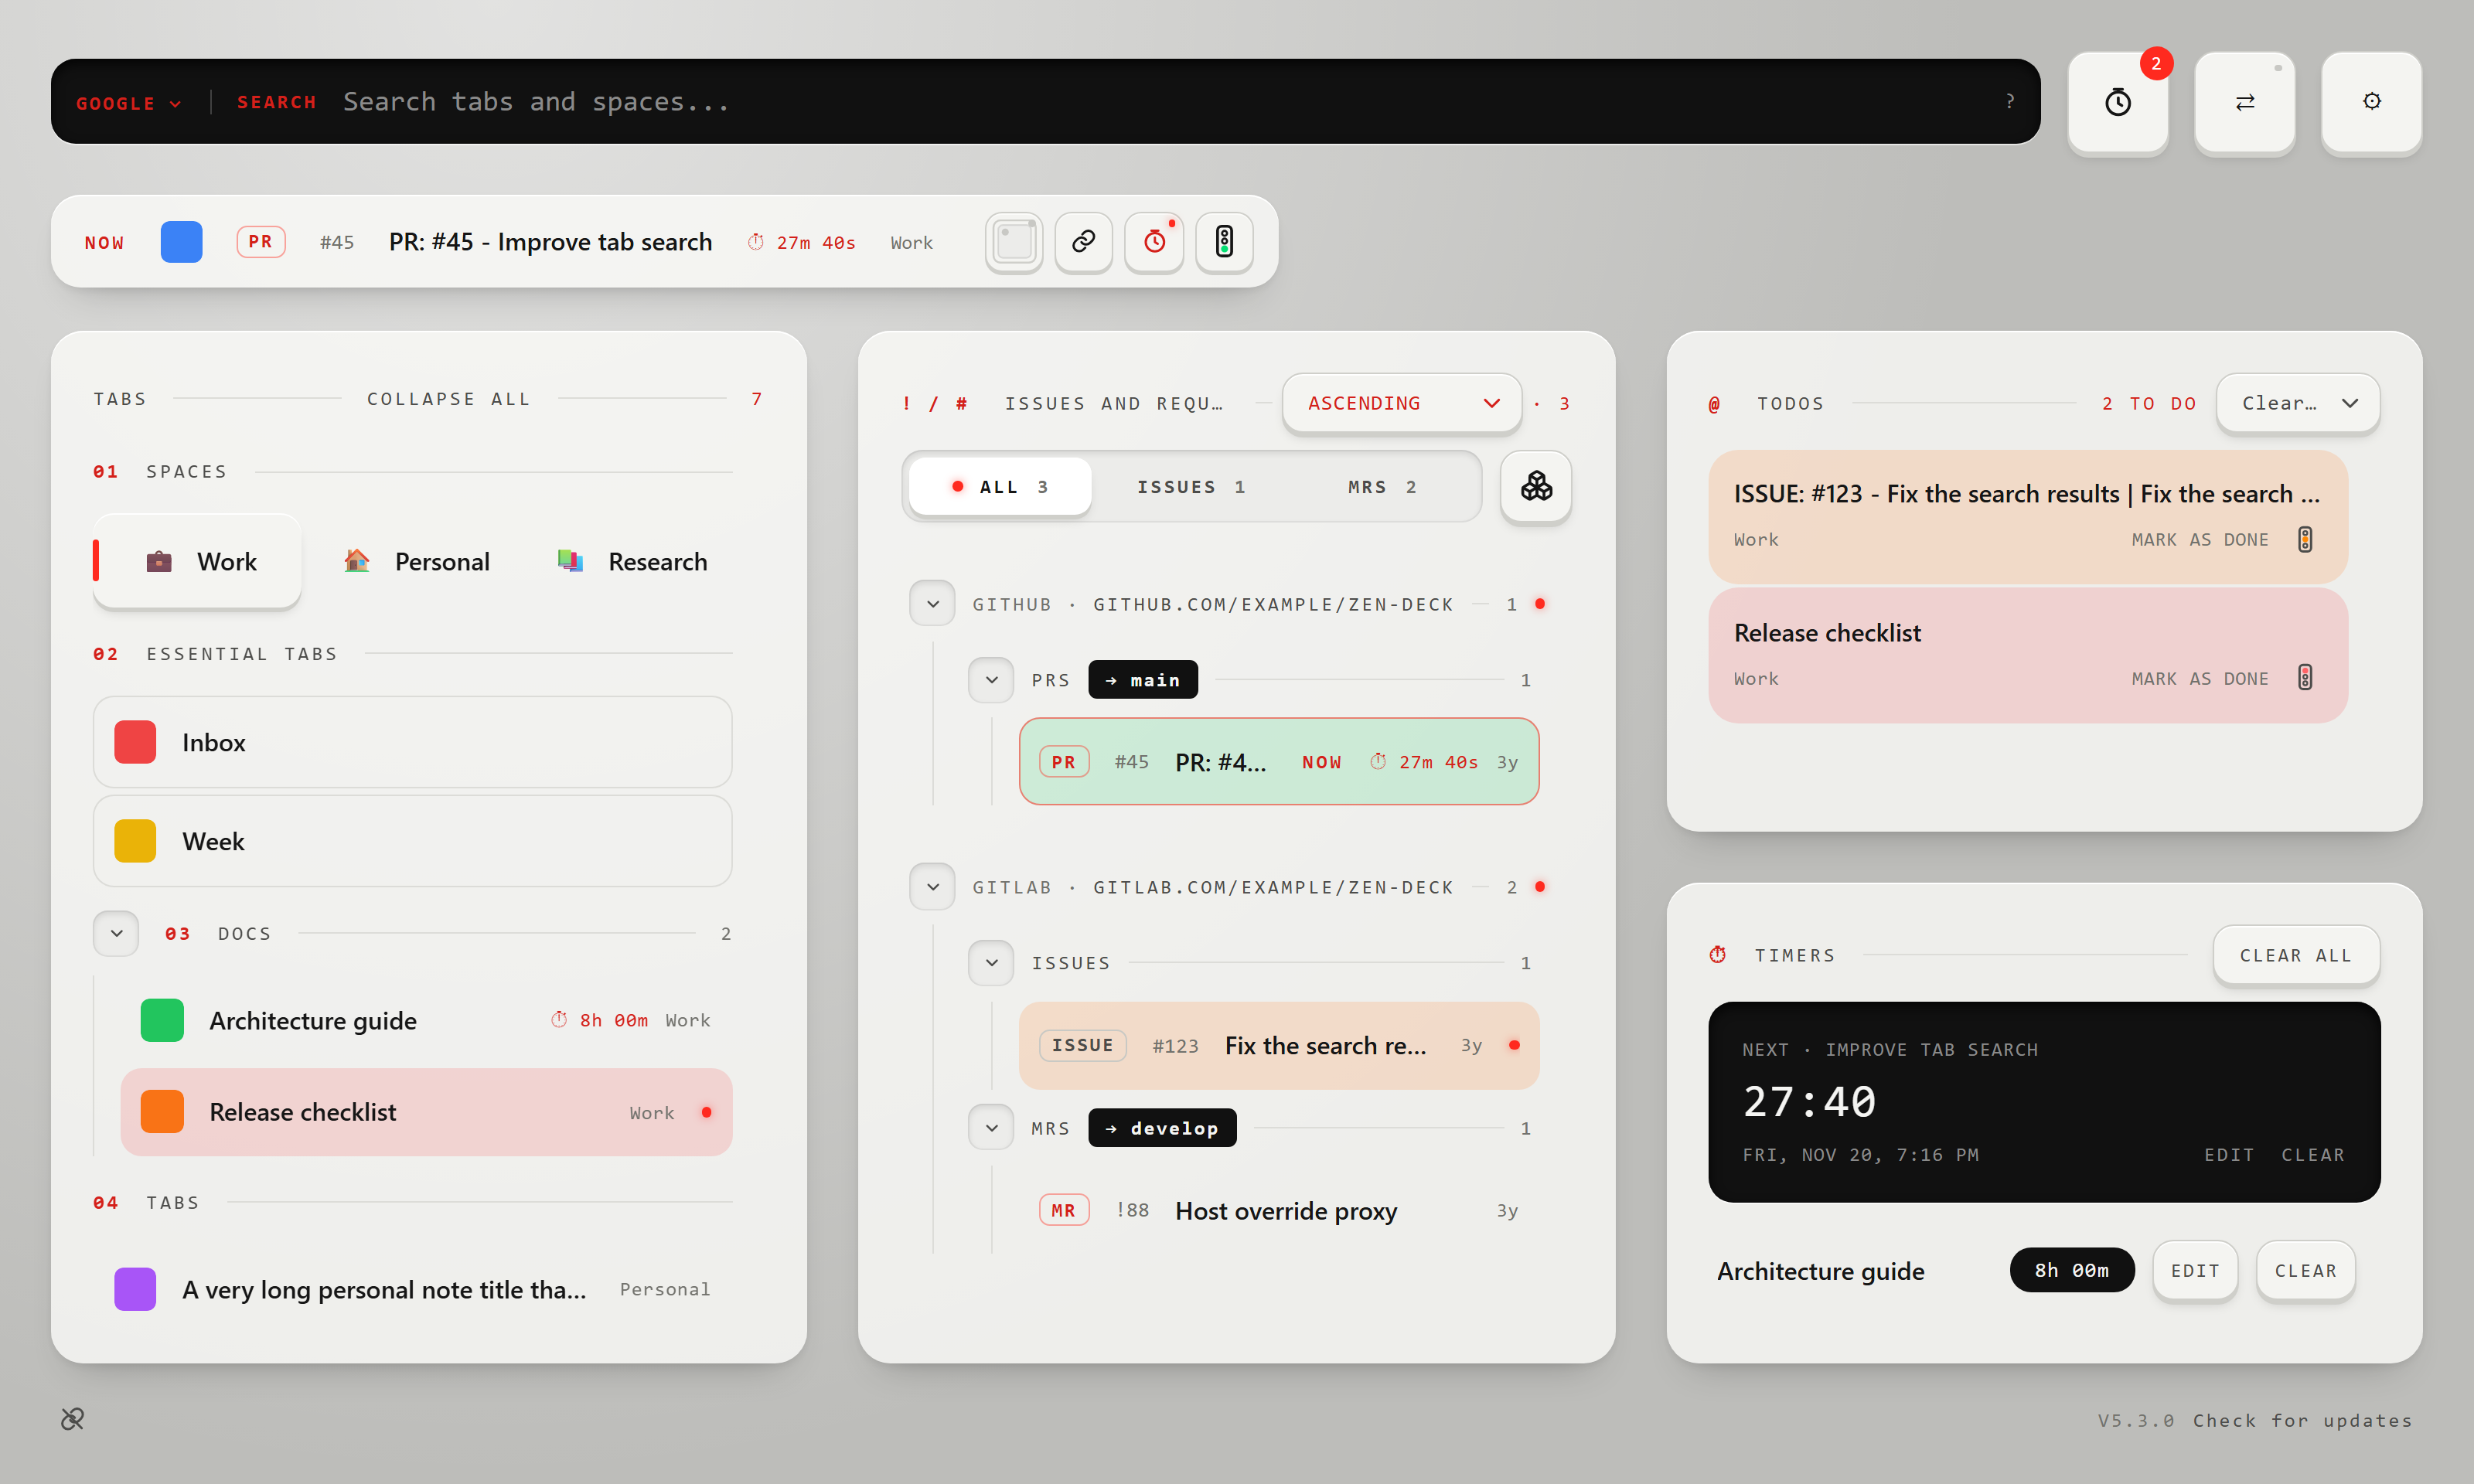 GOOGLE SEARCH Search tabs and spaces... ?
2
NOW PR #45 PR: #45 - Improve tab search 27m 40s Work
TABS COLLAPSE ALL 7
01 SPACES
Work Personal Research
02 ESSENTIAL TABS
Inbox
Week
03 DOCS 2
Architecture guide 8h 00m Work
Release checklist Work
04 TABS
A very long personal note title tha... Personal
! / # ISSUES AND REQU… ASCENDING · 3
ALL 3 ISSUES 1 MRS 2
GITHUB · GITHUB.COM/EXAMPLE/ZEN-DECK 1
PRS → main 1
PR #45 PR: #4... NOW 27m 40s 3y
GITLAB · GITLAB.COM/EXAMPLE/ZEN-DECK 2
ISSUES 1
ISSUE #123 Fix the search re... 3y
MRS → develop 1
MR !88 Host override proxy 3y
@ TODOS 2 TO DO Clear…
ISSUE: #123 - Fix the search results | Fix the search ...
Work MARK AS DONE
Release checklist
Work MARK AS DONE
TIMERS CLEAR ALL
NEXT · IMPROVE TAB SEARCH
27:40
FRI, NOV 20, 7:16 PM EDIT CLEAR
Architecture guide 8h 00m EDIT CLEAR
V5.3.0 Check for updates